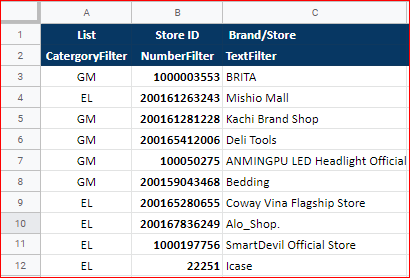 A B C
1 List Store ID Brand/Store
2 CatergoryFilter NumberFilter TextFilter
3 GM 1000003553 BRITA
4 EL 200161263243 Mishio Mall
5 GM 200161281228 Kachi Brand Shop
6 GM 200165412006 Deli Tools
7 GM 100050275 ANMINGPU LED Headlight Official
8 GM 200159043468 Bedding
9 EL 200165280655 Coway Vina Flagship Store
10 EL 200167836249 Alo_Shop.
11 EL 1000197756 SmartDevil Official Store
12 EL 22251 Icase